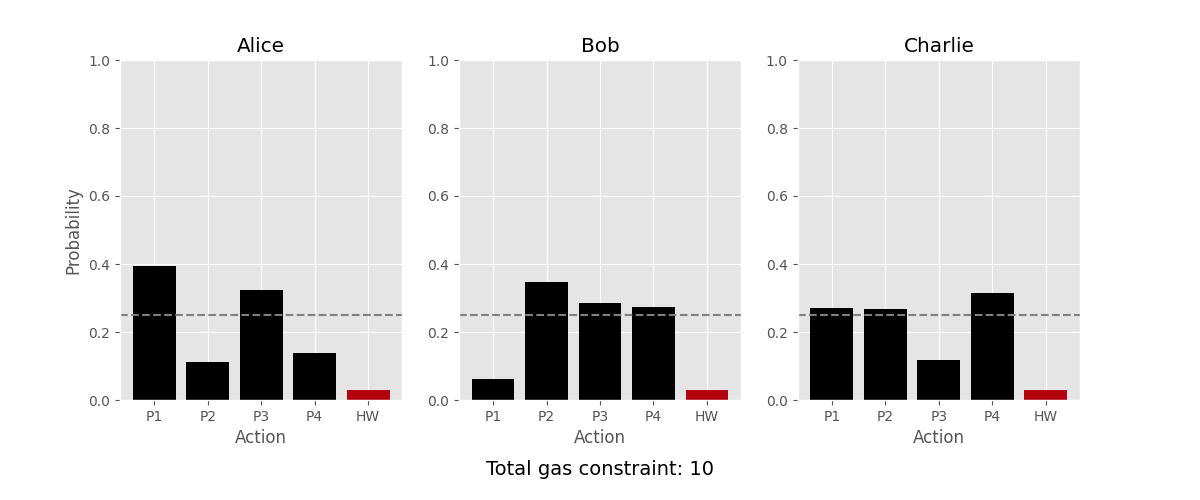 Alice
Bob
Charlie
Probability
1.0
0.8
0.6
0.4
0.2
0.0
P1 P2 P3 P4 HW
Action
1.0
0.8
0.6
0.4
0.2
0.0
P1 P2 P3 P4 HW
Action
1.0
0.8
0.6
0.4
0.2
0.0
P1 P2 P3 P4 HW
Action
Total gas constraint: 10